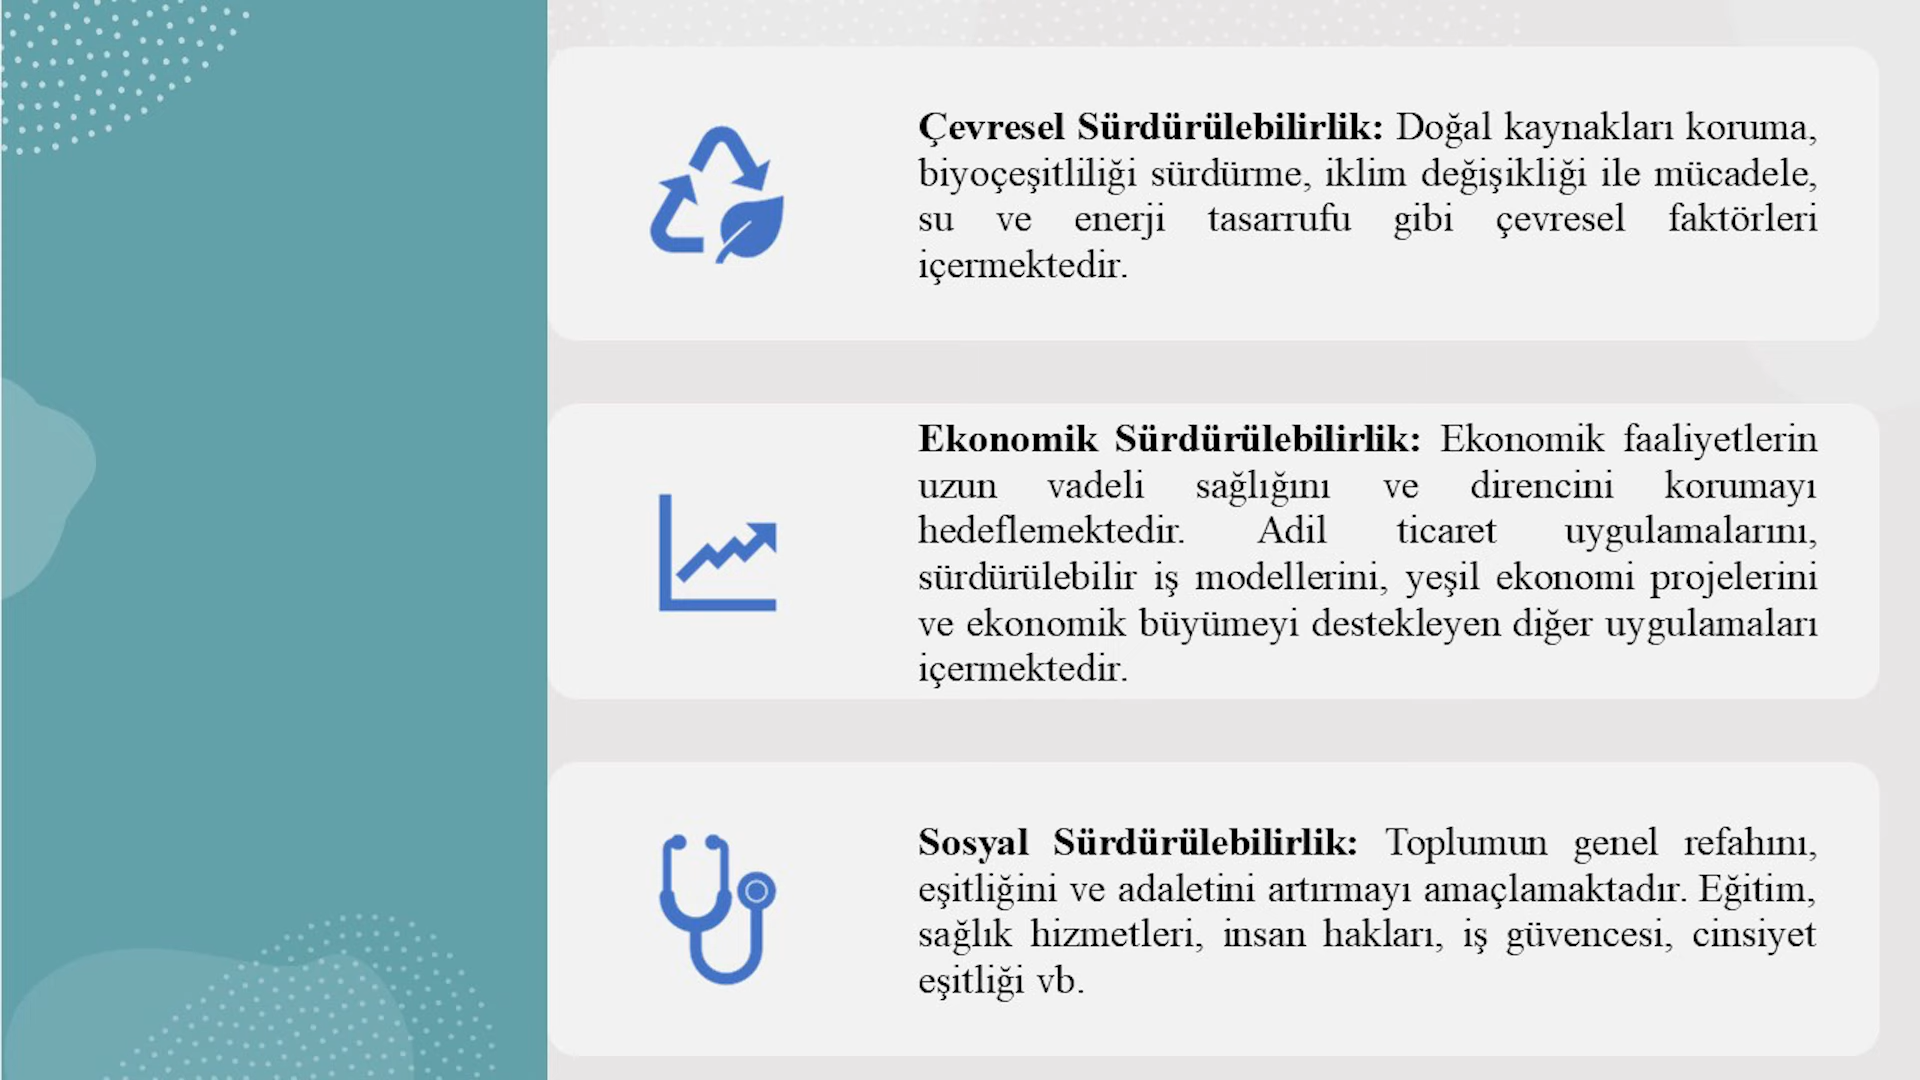 Çevresel Sürdürülebilirlik: Doğal kaynakları koruma,
biyoçeşitliliği sürdürme, iklim değişikliği ile mücadele,
su ve enerji tasarrufu gibi çevresel faktörleri
içermektedir.
Ekonomik Sürdürülebilirlik: Ekonomik faaliyetlerin
uzun vadeli sağlığını ve direncini korumayı
hedeflemektedir. Adil ticaret uygulamalarını,
sürdürülebilir iş modellerini, yeşil ekonomi projelerini
ve ekonomik büyümeyi destekleyen diğer uygulamaları
içermektedir.
Sosyal Sürdürülebilirlik: Toplumun genel refahını,
eşitliğini ve adaletini artırmayı amaçlamaktadır. Eğitim,
sağlık hizmetleri, insan hakları, iş güvencesi, cinsiyet
eşitliği vb.